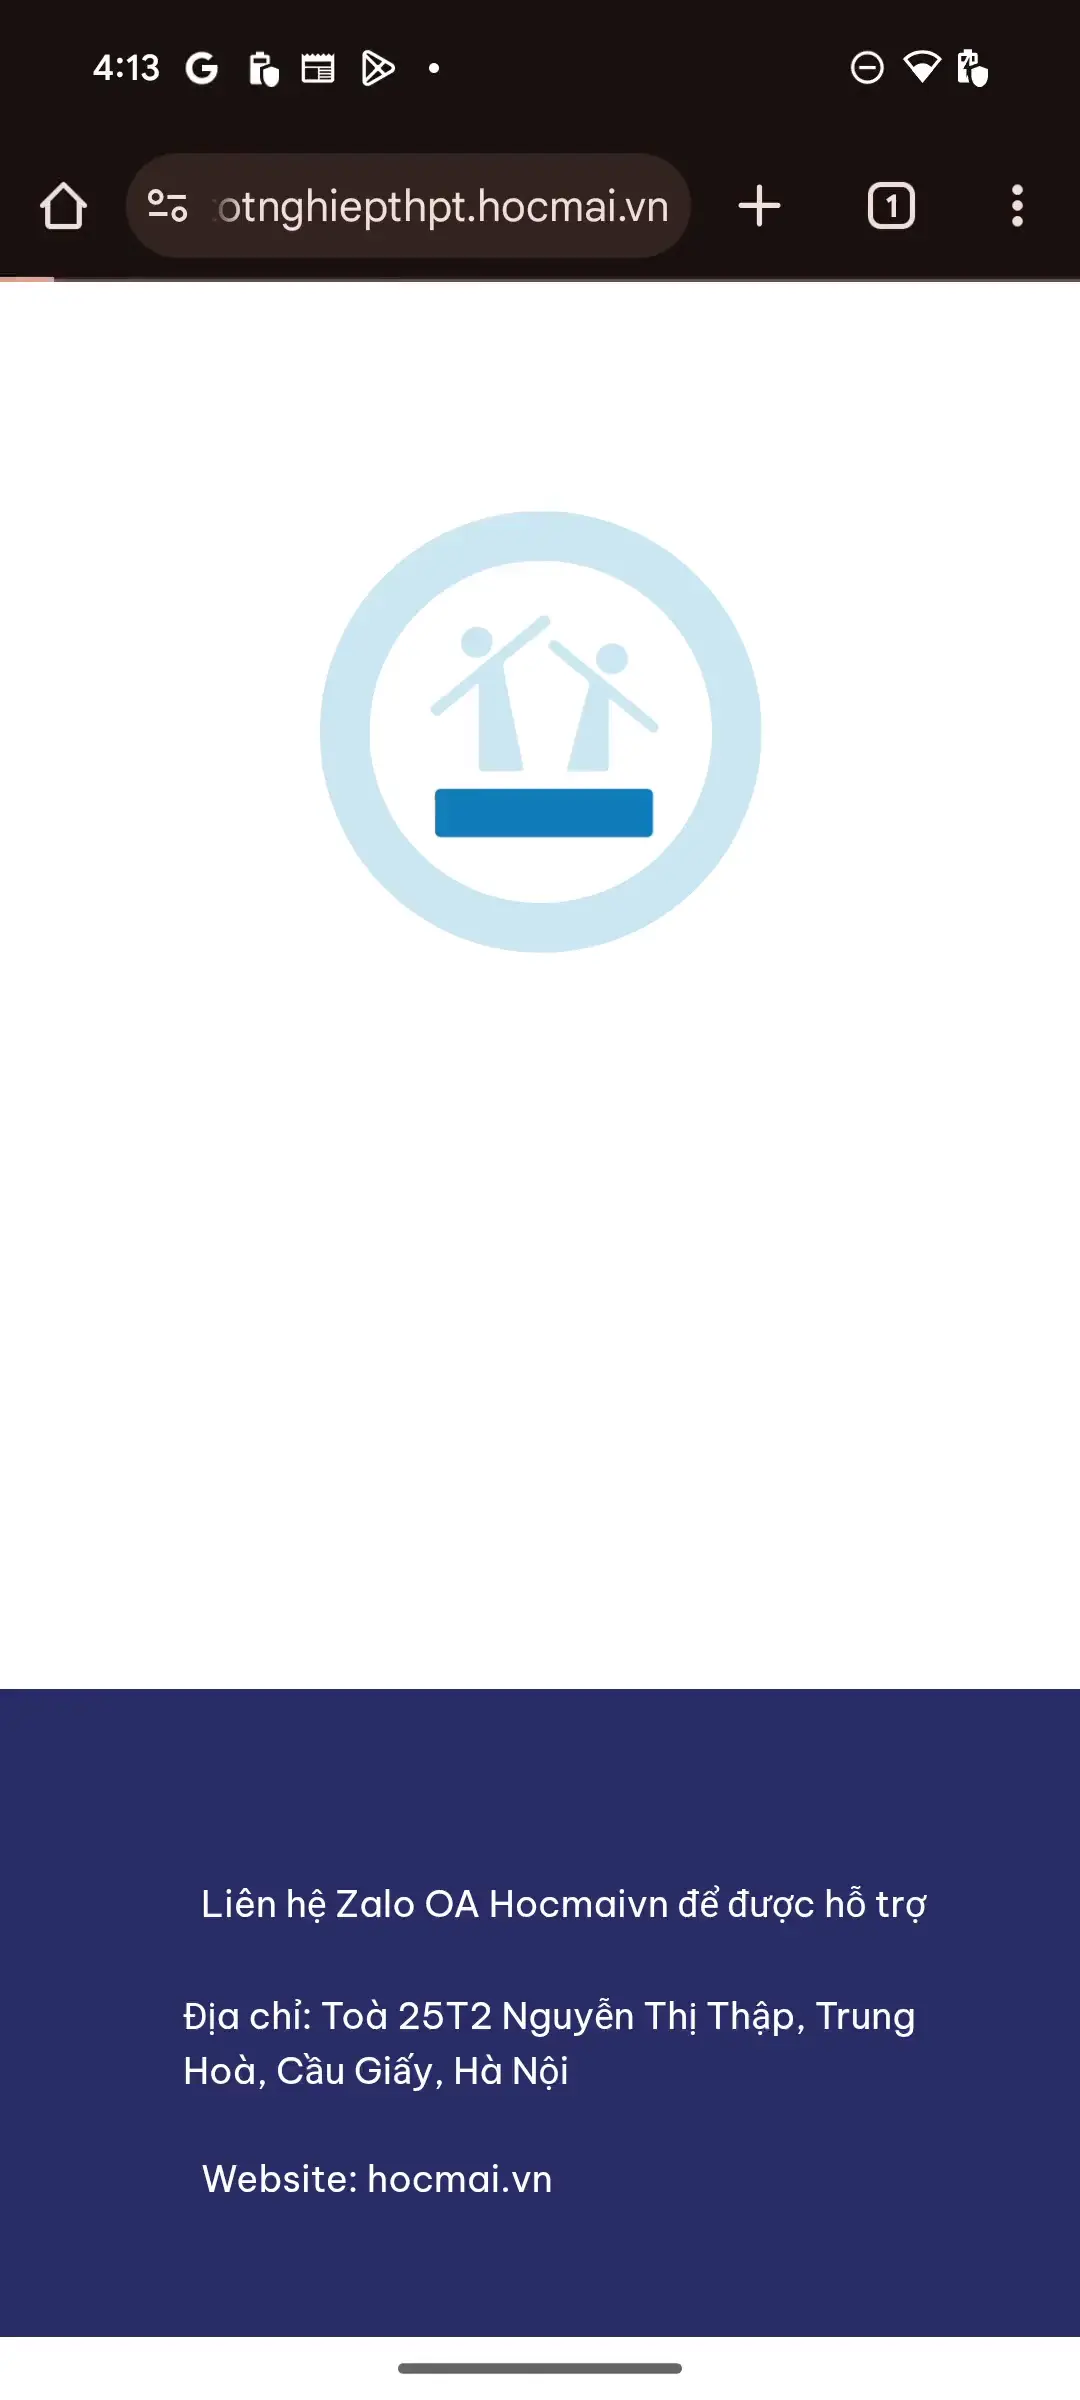 4:13
otnghiepthpt.hocmai.vn
1
Liên hệ Zalo OA Hocmaivn để được hỗ trợ
Địa chỉ: Toà 25T2 Nguyễn Thị Thập, Trung
Hoà, Cầu Giấy, Hà Nội
Website: hocmai.vn